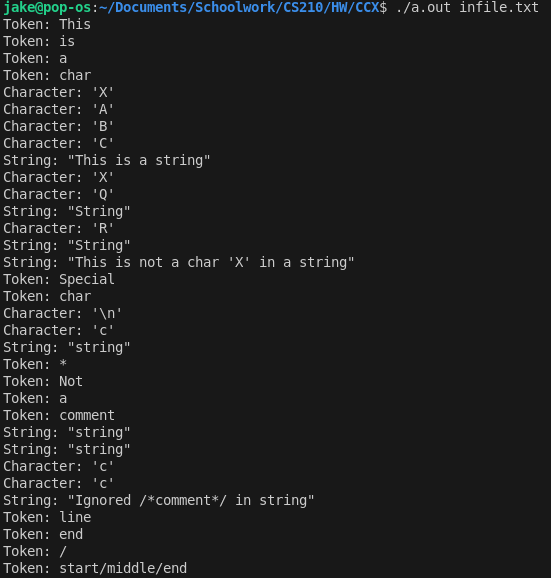 jake@pop-os:~/Documents/Schoolwork/CS210/HW/CCX$ ./a.out infile.txt
Token: This
Token: is
Token: a
Token: char
Character: 'X'
Character: 'A'
Character: 'B'
Character: 'C'
String: "This is a string"
Character: 'X'
Character: 'Q'
String: "String"
Character: 'R'
String: "String"
String: "This is not a char 'X' in a string"
Token: Special
Token: char
Character: '\n'
Character: 'c'
String: "string"
Token: *
Token: Not
Token: a
Token: comment
String: "string"
String: "string"
Character: 'c'
Character: 'c'
String: "Ignored /*comment*/ in string"
Token: line
Token: end
Token: /
Token: start/middle/end